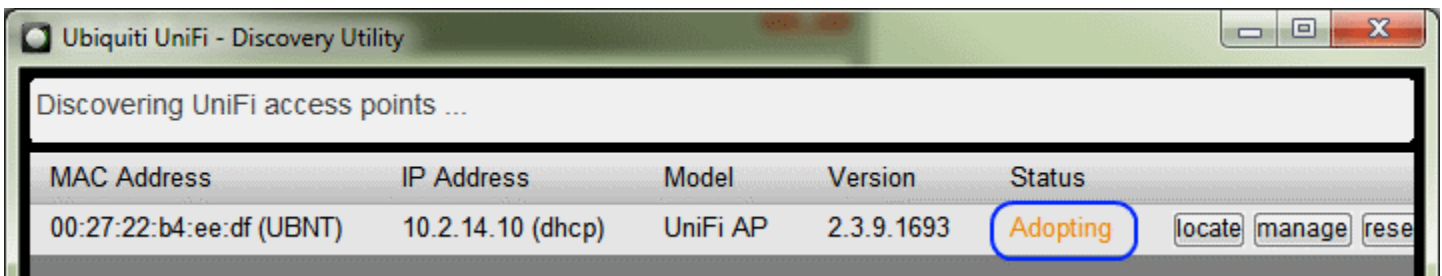 Ubiquiti UniFi - Discovery Utility
Discovering UniFi access points ...
MAC Address IP Address Model Version Status
00:27:22:b4:ee:df (UBNT) 10.2.14.10 (dhcp) UniFi AP 2.3.9.1693 Adopting locate manage rese